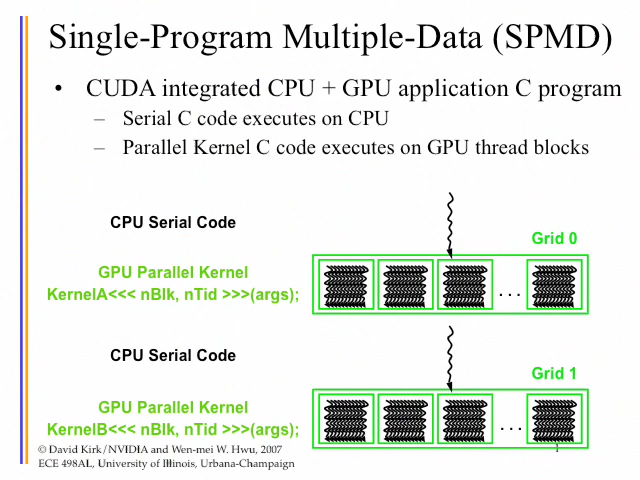 Single-Program Multiple-Data (SPMD)
• CUDA integrated CPU + GPU application C program
– Serial C code executes on CPU
– Parallel Kernel C code executes on GPU thread blocks
CPU Serial Code
Grid 0
GPU Parallel Kernel
KernelA<<< nBlk, nTid >>>(args);
. . .
CPU Serial Code
Grid 1
GPU Parallel Kernel
KernelB<<< nBlk, nTid >>>(args);
. . .
© David Kirk/NVIDIA and Wen-mei W. Hwu, 2007
ECE 498AL, University of Illinois, Urbana-Champaign